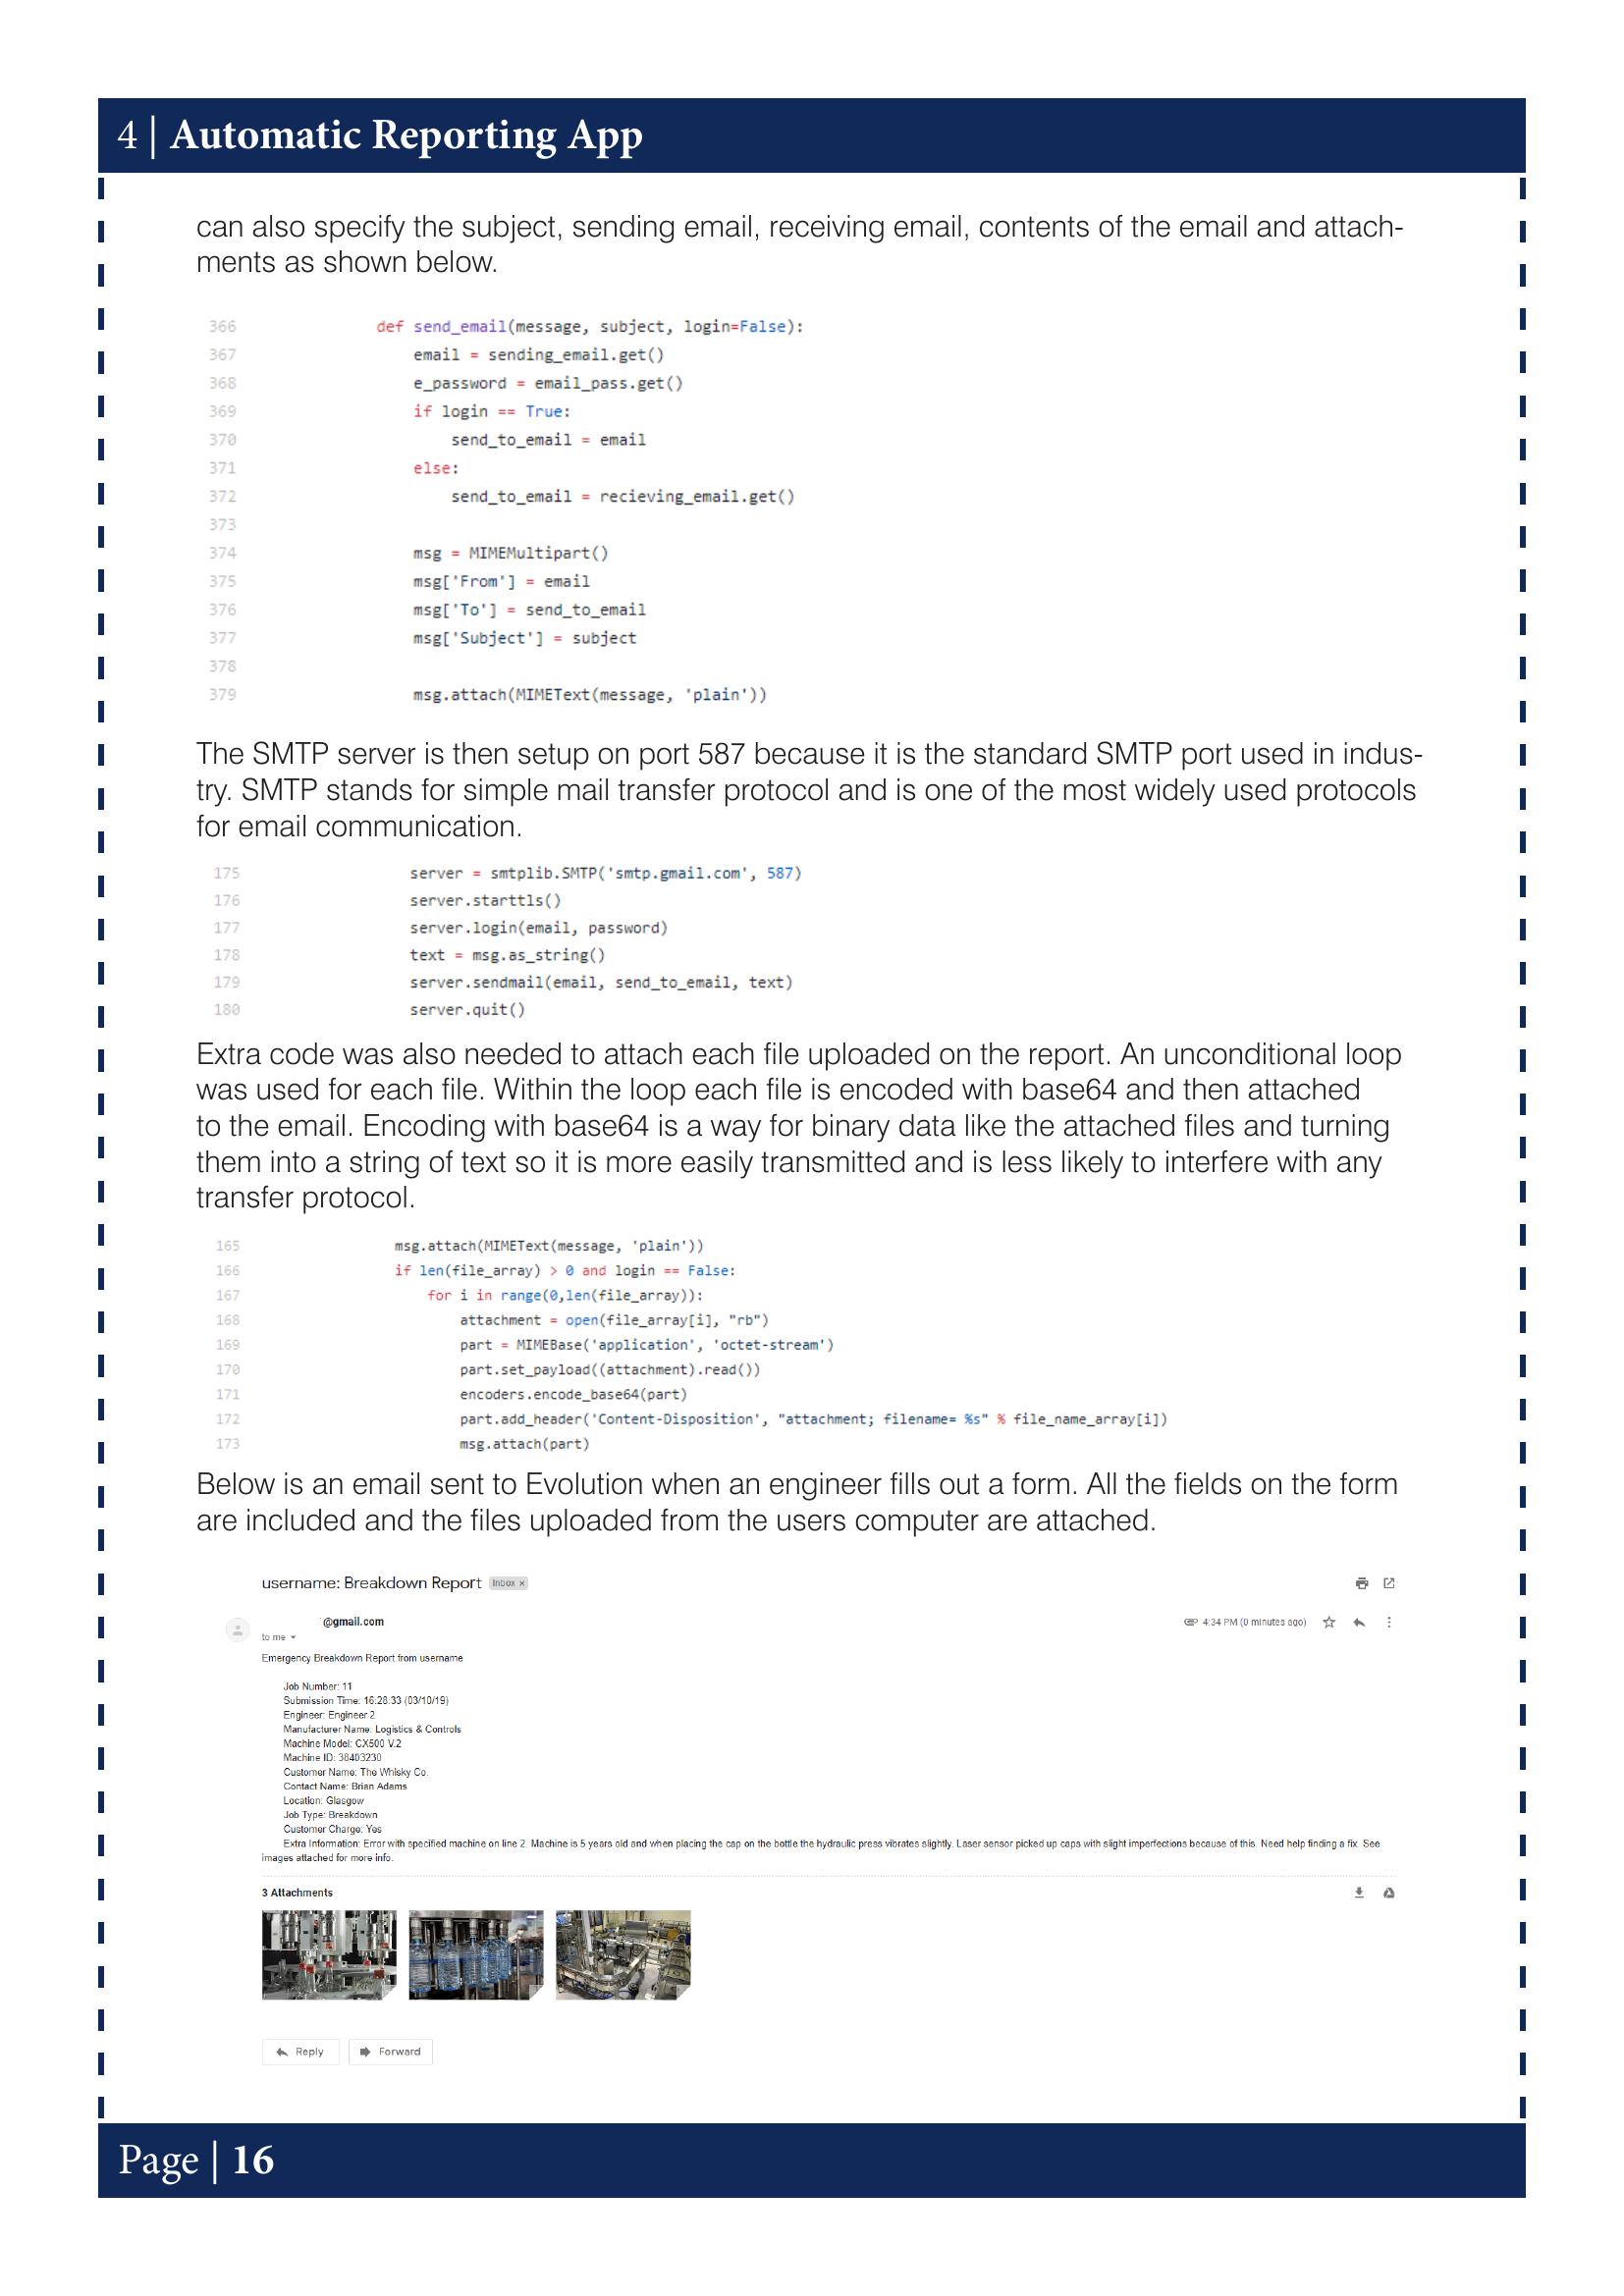 4 | Automatic Reporting App
can also specify the subject, sending email, receiving email, contents of the email and attach-
ments as shown below.
366 def send_email(message, subject, login=False):
367 email = sending_email.get()
368 e_password = email_pass.get()
369 if login == True:
370 send_to_email = email
371 else:
372 send_to_email = recieving_email.get()
373
374 msg = MIMEMultipart()
375 msg['From'] = email
376 msg['To'] = send_to_email
377 msg['Subject'] = subject
378
379 msg.attach(MIMEText(message, 'plain'))
The SMTP server is then setup on port 587 because it is the standard SMTP port used in indus-
try. SMTP stands for simple mail transfer protocol and is one of the most widely used protocols
for email communication.
175 server = smtplib.SMTP('smtp.gmail.com', 587)
176 server.starttls()
177 server.login(email, password)
178 text = msg.as_string()
179 server.sendmail(email, send_to_email, text)
180 server.quit()
Extra code was also needed to attach each file uploaded on the report. An unconditional loop
was used for each file. Within the loop each file is encoded with base64 and then attached
to the email. Encoding with base64 is a way for binary data like the attached files and turning
them into a string of text so it is more easily transmitted and is less likely to interfere with any
transfer protocol.
165 msg.attach(MIMEText(message, 'plain'))
166 if len(file_array) > 0 and login == False:
167 for i in range(0,len(file_array)):
168 attachment = open(file_array[i], "rb")
169 part = MIMEBase('application', 'octet-stream')
170 part.set_payload((attachment).read())
171 encoders.encode_base64(part)
172 part.add_header('Content-Disposition', "attachment; filename= %s" % file_name_array[i])
173 msg.attach(part)
Below is an email sent to Evolution when an engineer fills out a form. All the fields on the form
are included and the files uploaded from the users computer are attached.
username: Breakdown Report Inbox ×
@gmail.com 4:34 PM (0 minutes ago)
to me
Emergency Breakdown Report from username
Job Number: 11
Submission Time: 16:28:33 (03/10/19)
Engineer: Engineer 2
Manufacturer Name: Logistics & Controls
Machine Model: CX500 V.2
Machine ID: 38403230
Customer Name: The Whisky Co.
Contact Name: Brian Adams
Location: Glasgow
Job Type: Breakdown
Customer Charge: Yes
Extra Information: Error with specified machine on line 2. Machine is 5 years old and when placing the cap on the bottle the hydraulic press vibrates slightly. Laser sensor picked up caps with slight imperfections because of this. Need help finding a fix. See
images attached for more info.
3 Attachments
Reply Forward
Page | 16